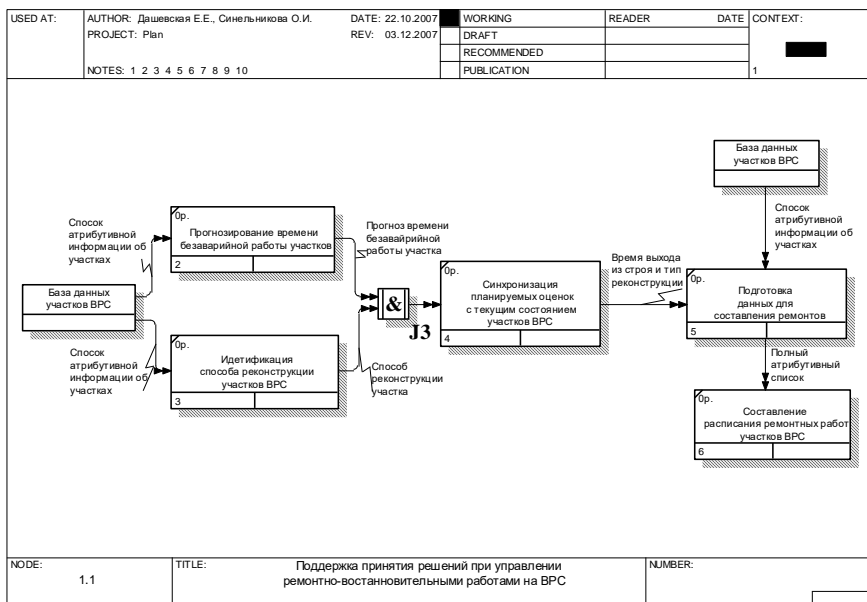 USED AT:
AUTHOR: Дашевская Е.Е., Синельникова О.И.
DATE: 22.10.2007
WORKING
READER
DATE
CONTEXT:
PROJECT: Plan
REV: 03.12.2007
DRAFT
RECOMMENDED
NOTES: 1 2 3 4 5 6 7 8 9 10
PUBLICATION
1
База данных
участков ВРС
Спосок
атрибутивной
информации об
участках
Спосок
атрибутивной
информации об
участках
0р.
Прогнозирование времени
безаварийной работы участков
2
0р.
Идетификация
способа реконструкции
участков ВРС
3
Прогноз времени
безавайрийной
работы участка
Способ
реконструкции
участка
&
J3
0р.
Синхронизация
планируемых оценок
с текущим состоянием
участков ВРС
4
Время выхода
из строя и тип
реконструкции
База данных
участков ВРС
Спосок
атрибутивной
информации об
участках
0р.
Подготовка
данных для
составления ремонтов
5
Полный
атрибутивный
список
0р.
Составление
расписания ремонтных работ
участков ВРС
6
NODE:
1.1
TITLE:
Поддержка принятия решений при управлении
ремонтно-востановительными работами на ВРС
NUMBER: